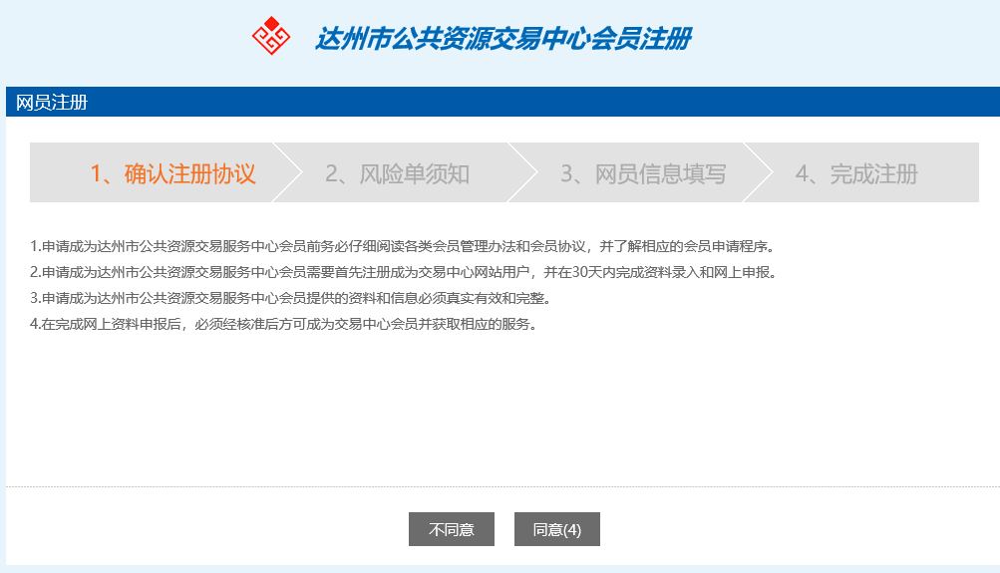 达州市公共资源交易中心会员注册
网员注册
1、确认注册协议 2、风险单须知 3、网员信息填写 4、完成注册
1.申请成为达州市公共资源交易服务中心会员前务必仔细阅读各类会员管理办法和会员协议，并了解相应的会员申请程序。
2.申请成为达州市公共资源交易服务中心会员需要首先注册成为交易中心网站用户，并在30天内完成资料录入和网上申报。
3.申请成为达州市公共资源交易服务中心会员提供的资料和信息必须真实有效和完整。
4.在完成网上资料申报后，必须经核准后方可成为交易中心会员并获取相应的服务。
不同意 同意(4)